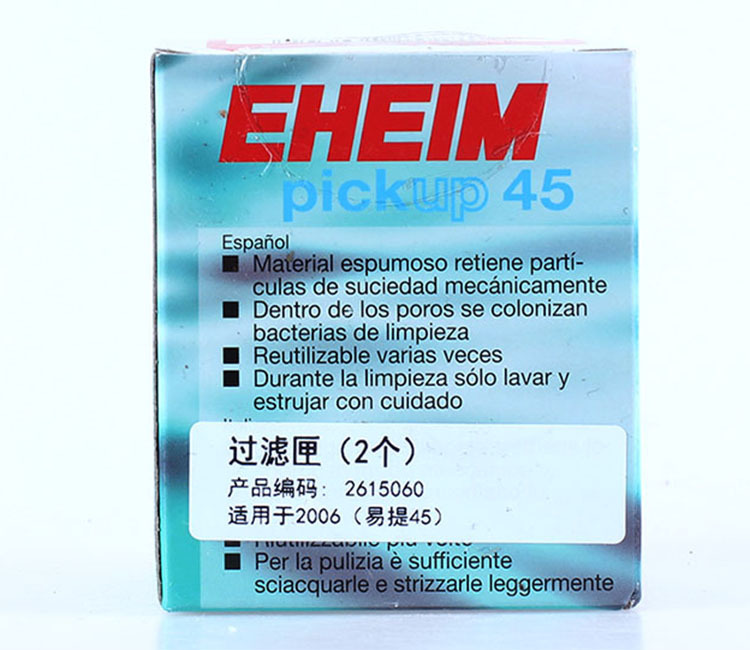 EHEIM
pickup 45
Español
■ Material espumoso retiene partí-
culas de suciedad mecánicamente
■ Dentro de los poros se colonizan
bacterias de limpieza
■ Reutilizable varias veces
■ Durante la limpieza sólo lavar y
estrujar con cuidado
过滤匣（2个）
产品编码: 2615060
适用于2006（易提45）
■ Riutilizzabile più volte
■ Per la pulizia è sufficiente
sciacquarle e strizzarle leggermente